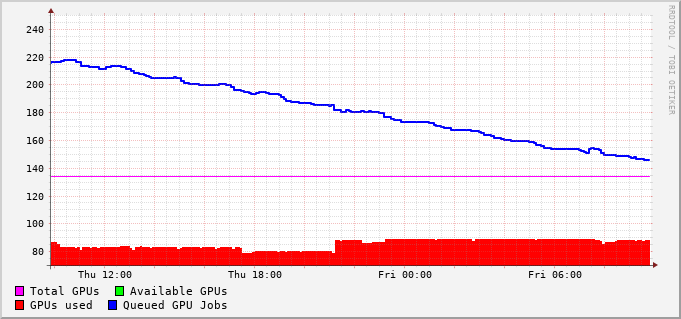 RRDTOOL / TOBI OETIKER
240
220
200
180
160
140
120
100
80
Thu 12:00 Thu 18:00 Fri 00:00 Fri 06:00
Total GPUs Available GPUs
GPUs used Queued GPU Jobs